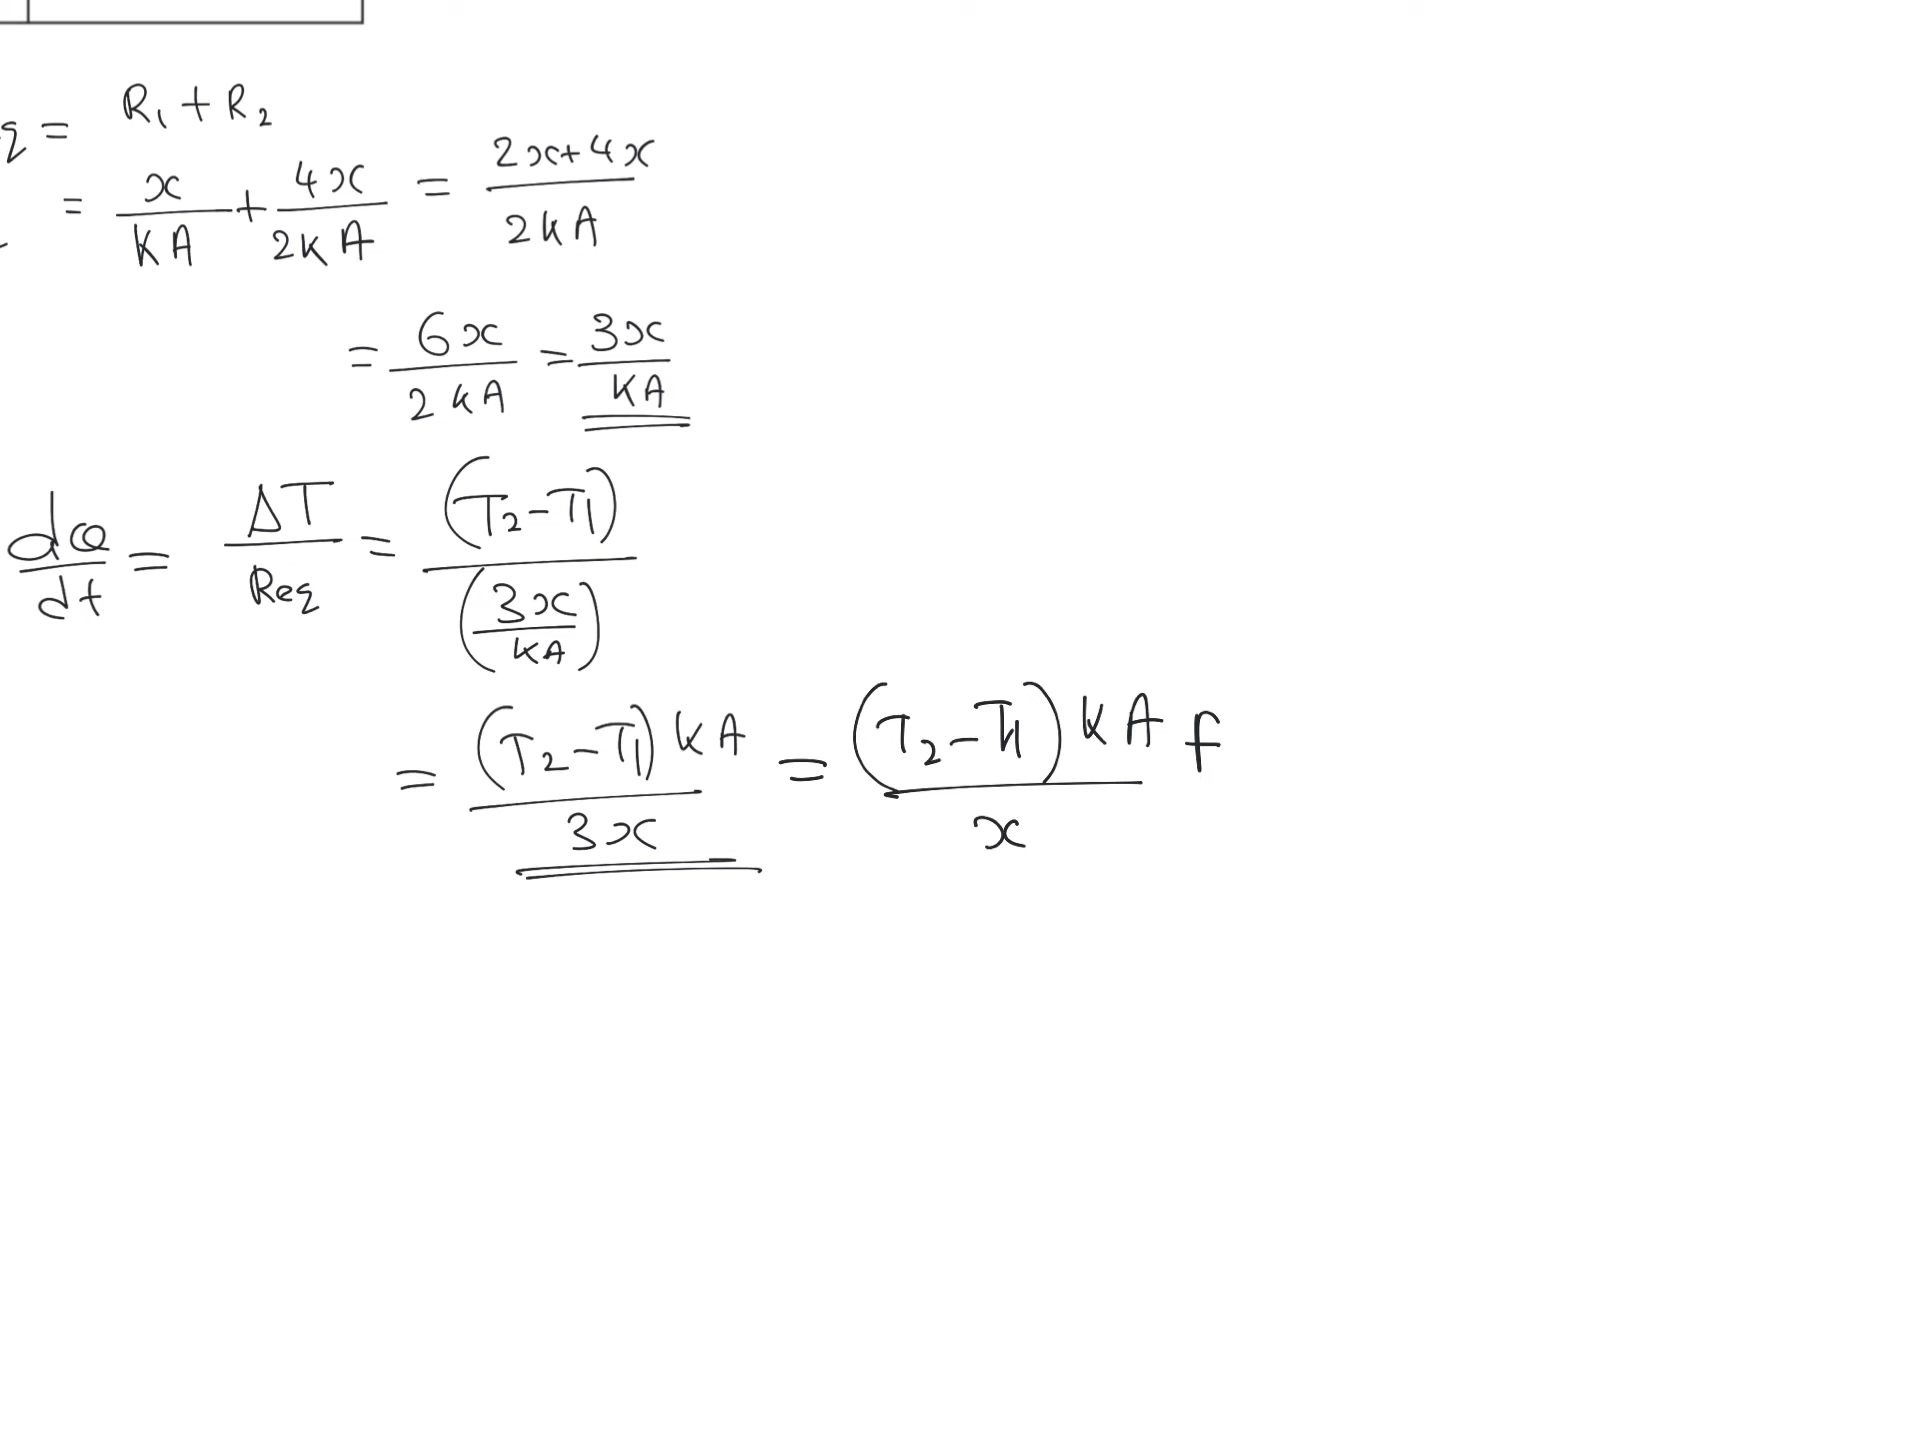 q = R₁ + R₂
= x/KA + 4x/2KA = 2x+4x/2KA
= 6x/2KA = 3x/KA
dQ/dt = ΔT/Req = (T₂-T₁)/(3x/KA)
= (T₂-T₁)KA/3x = (T₂-T₁)KA/x f